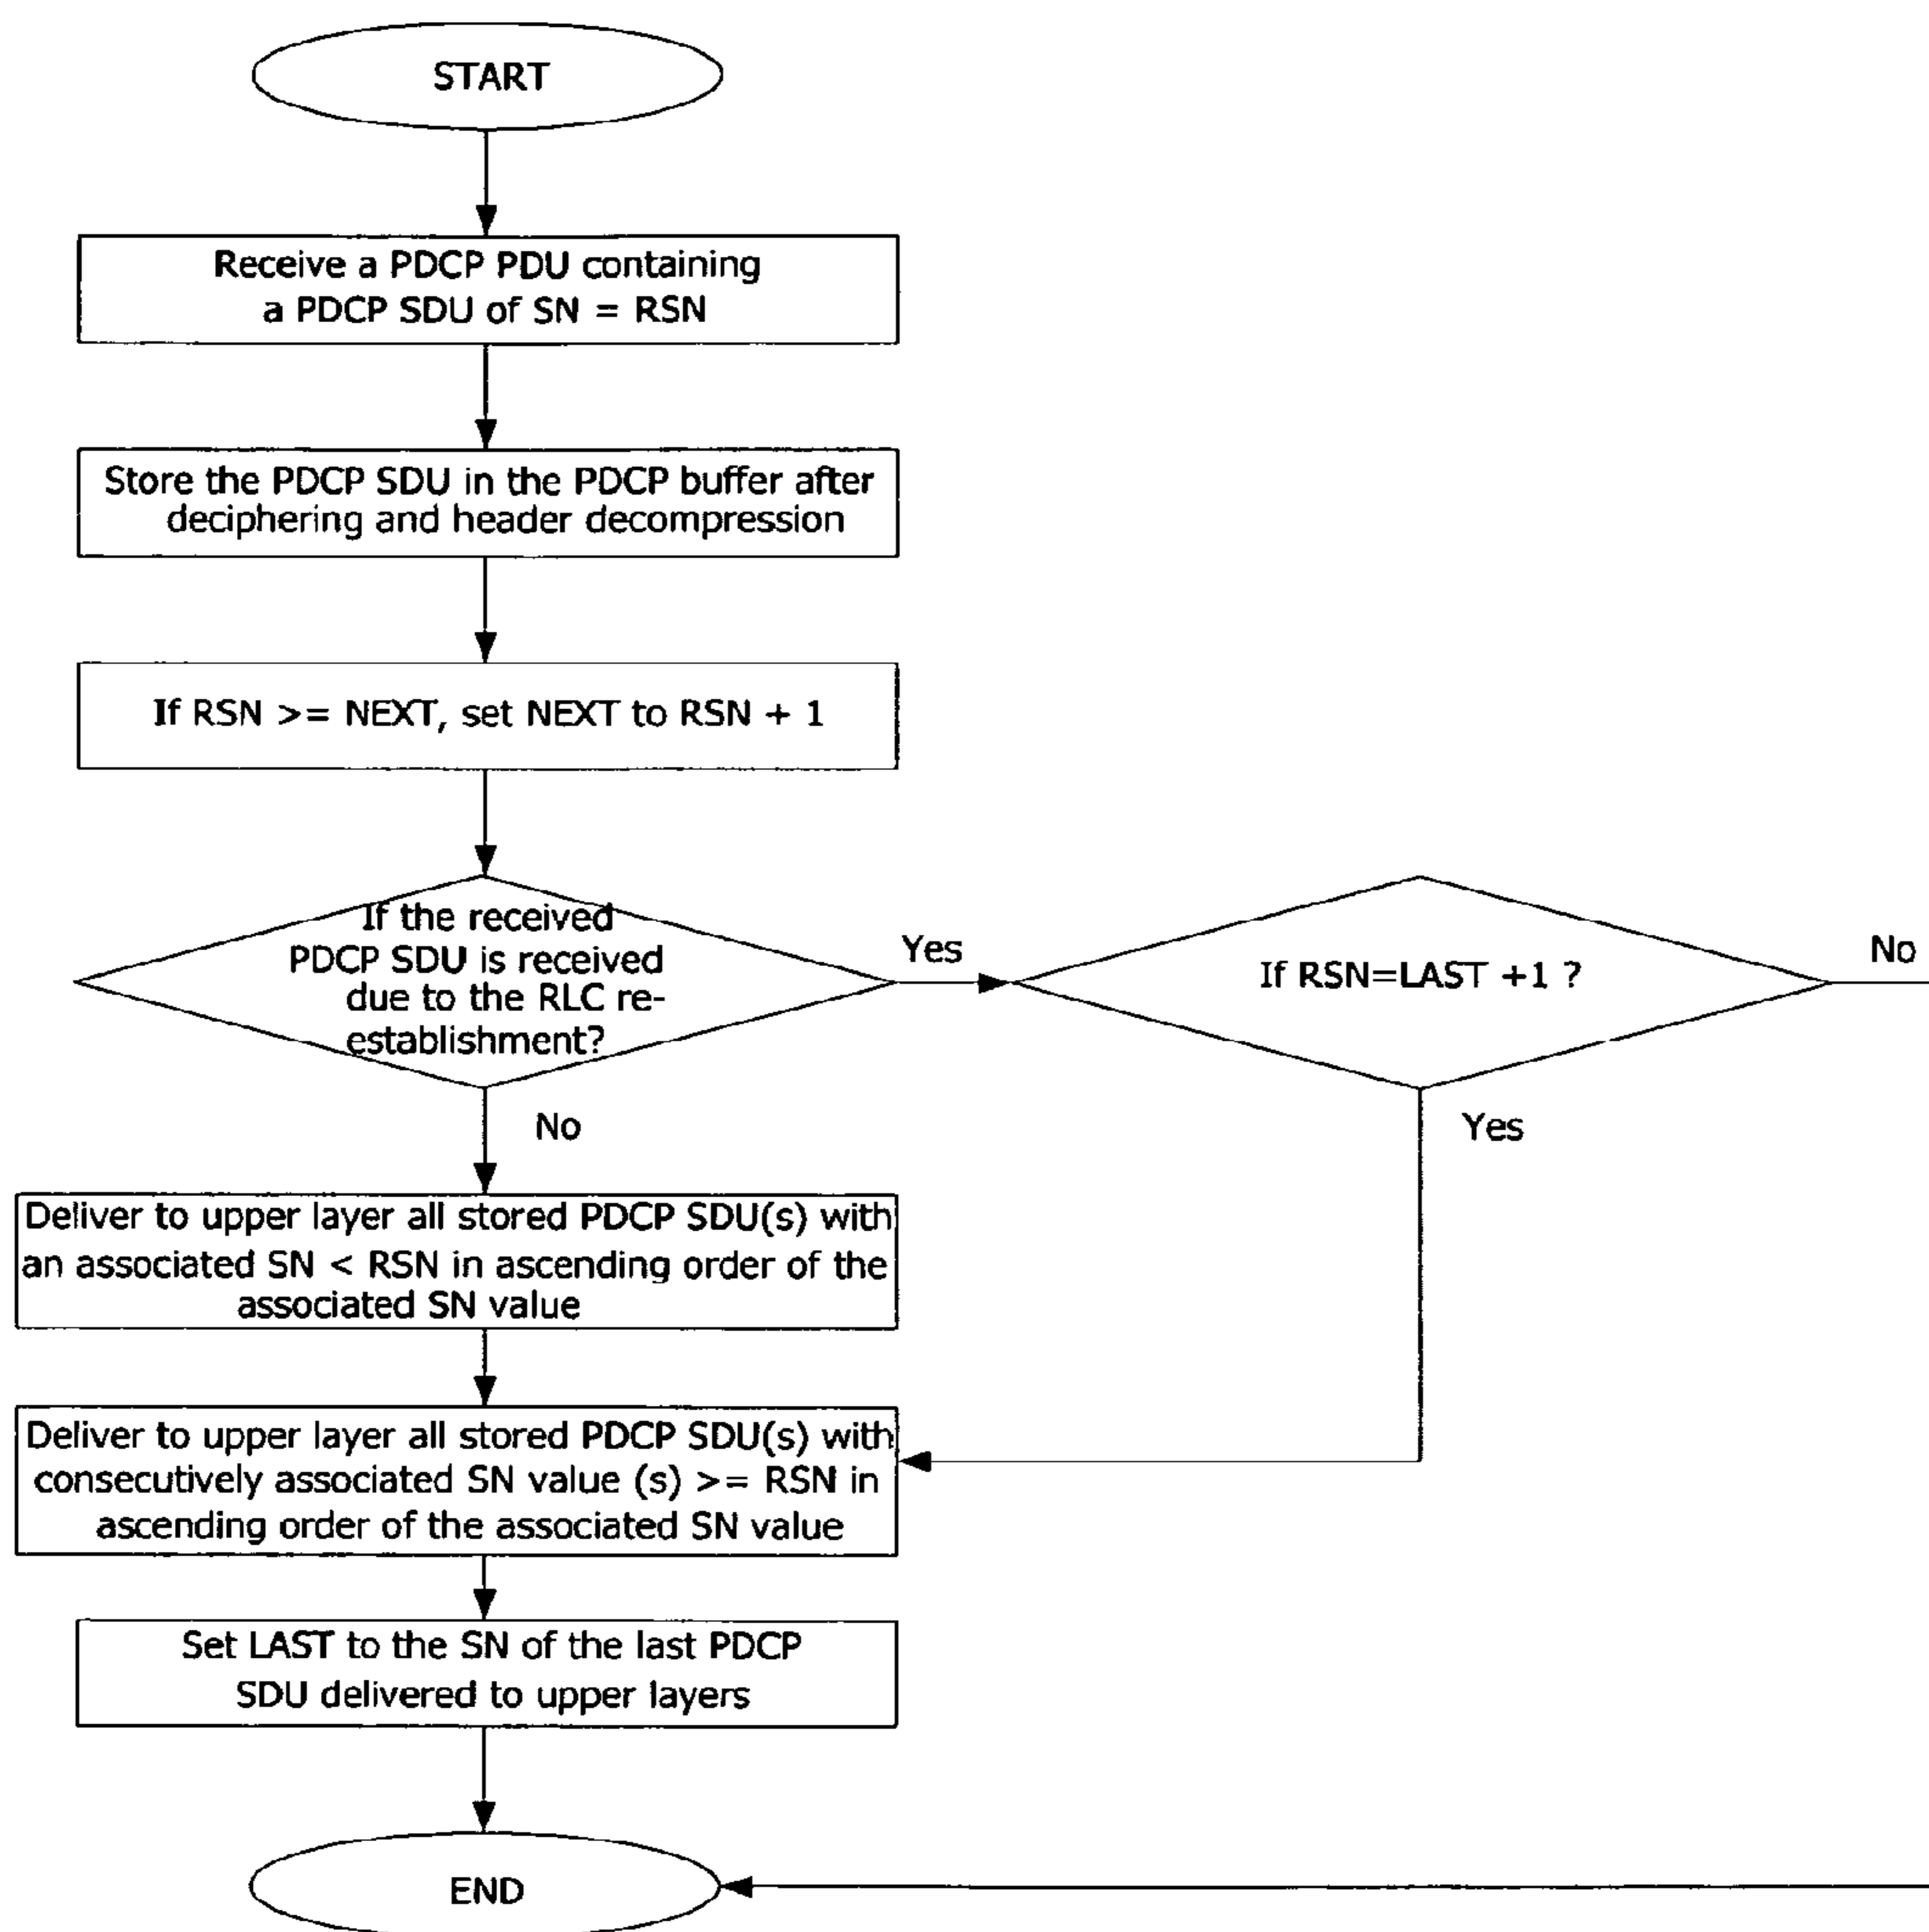 START
Receive a PDCP PDU containing
a PDCP SDU of SN = RSN
Store the PDCP SDU in the PDCP buffer after
deciphering and header decompression
If RSN >= NEXT, set NEXT to RSN + 1
If the received
PDCP SDU is received
due to the RLC re-
establishment?
Yes
If RSN=LAST +1 ?
No
No
Yes
Deliver to upper layer all stored PDCP SDU(s) with
an associated SN < RSN in ascending order of the
associated SN value
Deliver to upper layer all stored PDCP SDU(s) with
consecutively associated SN value (s) >= RSN in
ascending order of the associated SN value
Set LAST to the SN of the last PDCP
SDU delivered to upper layers
END